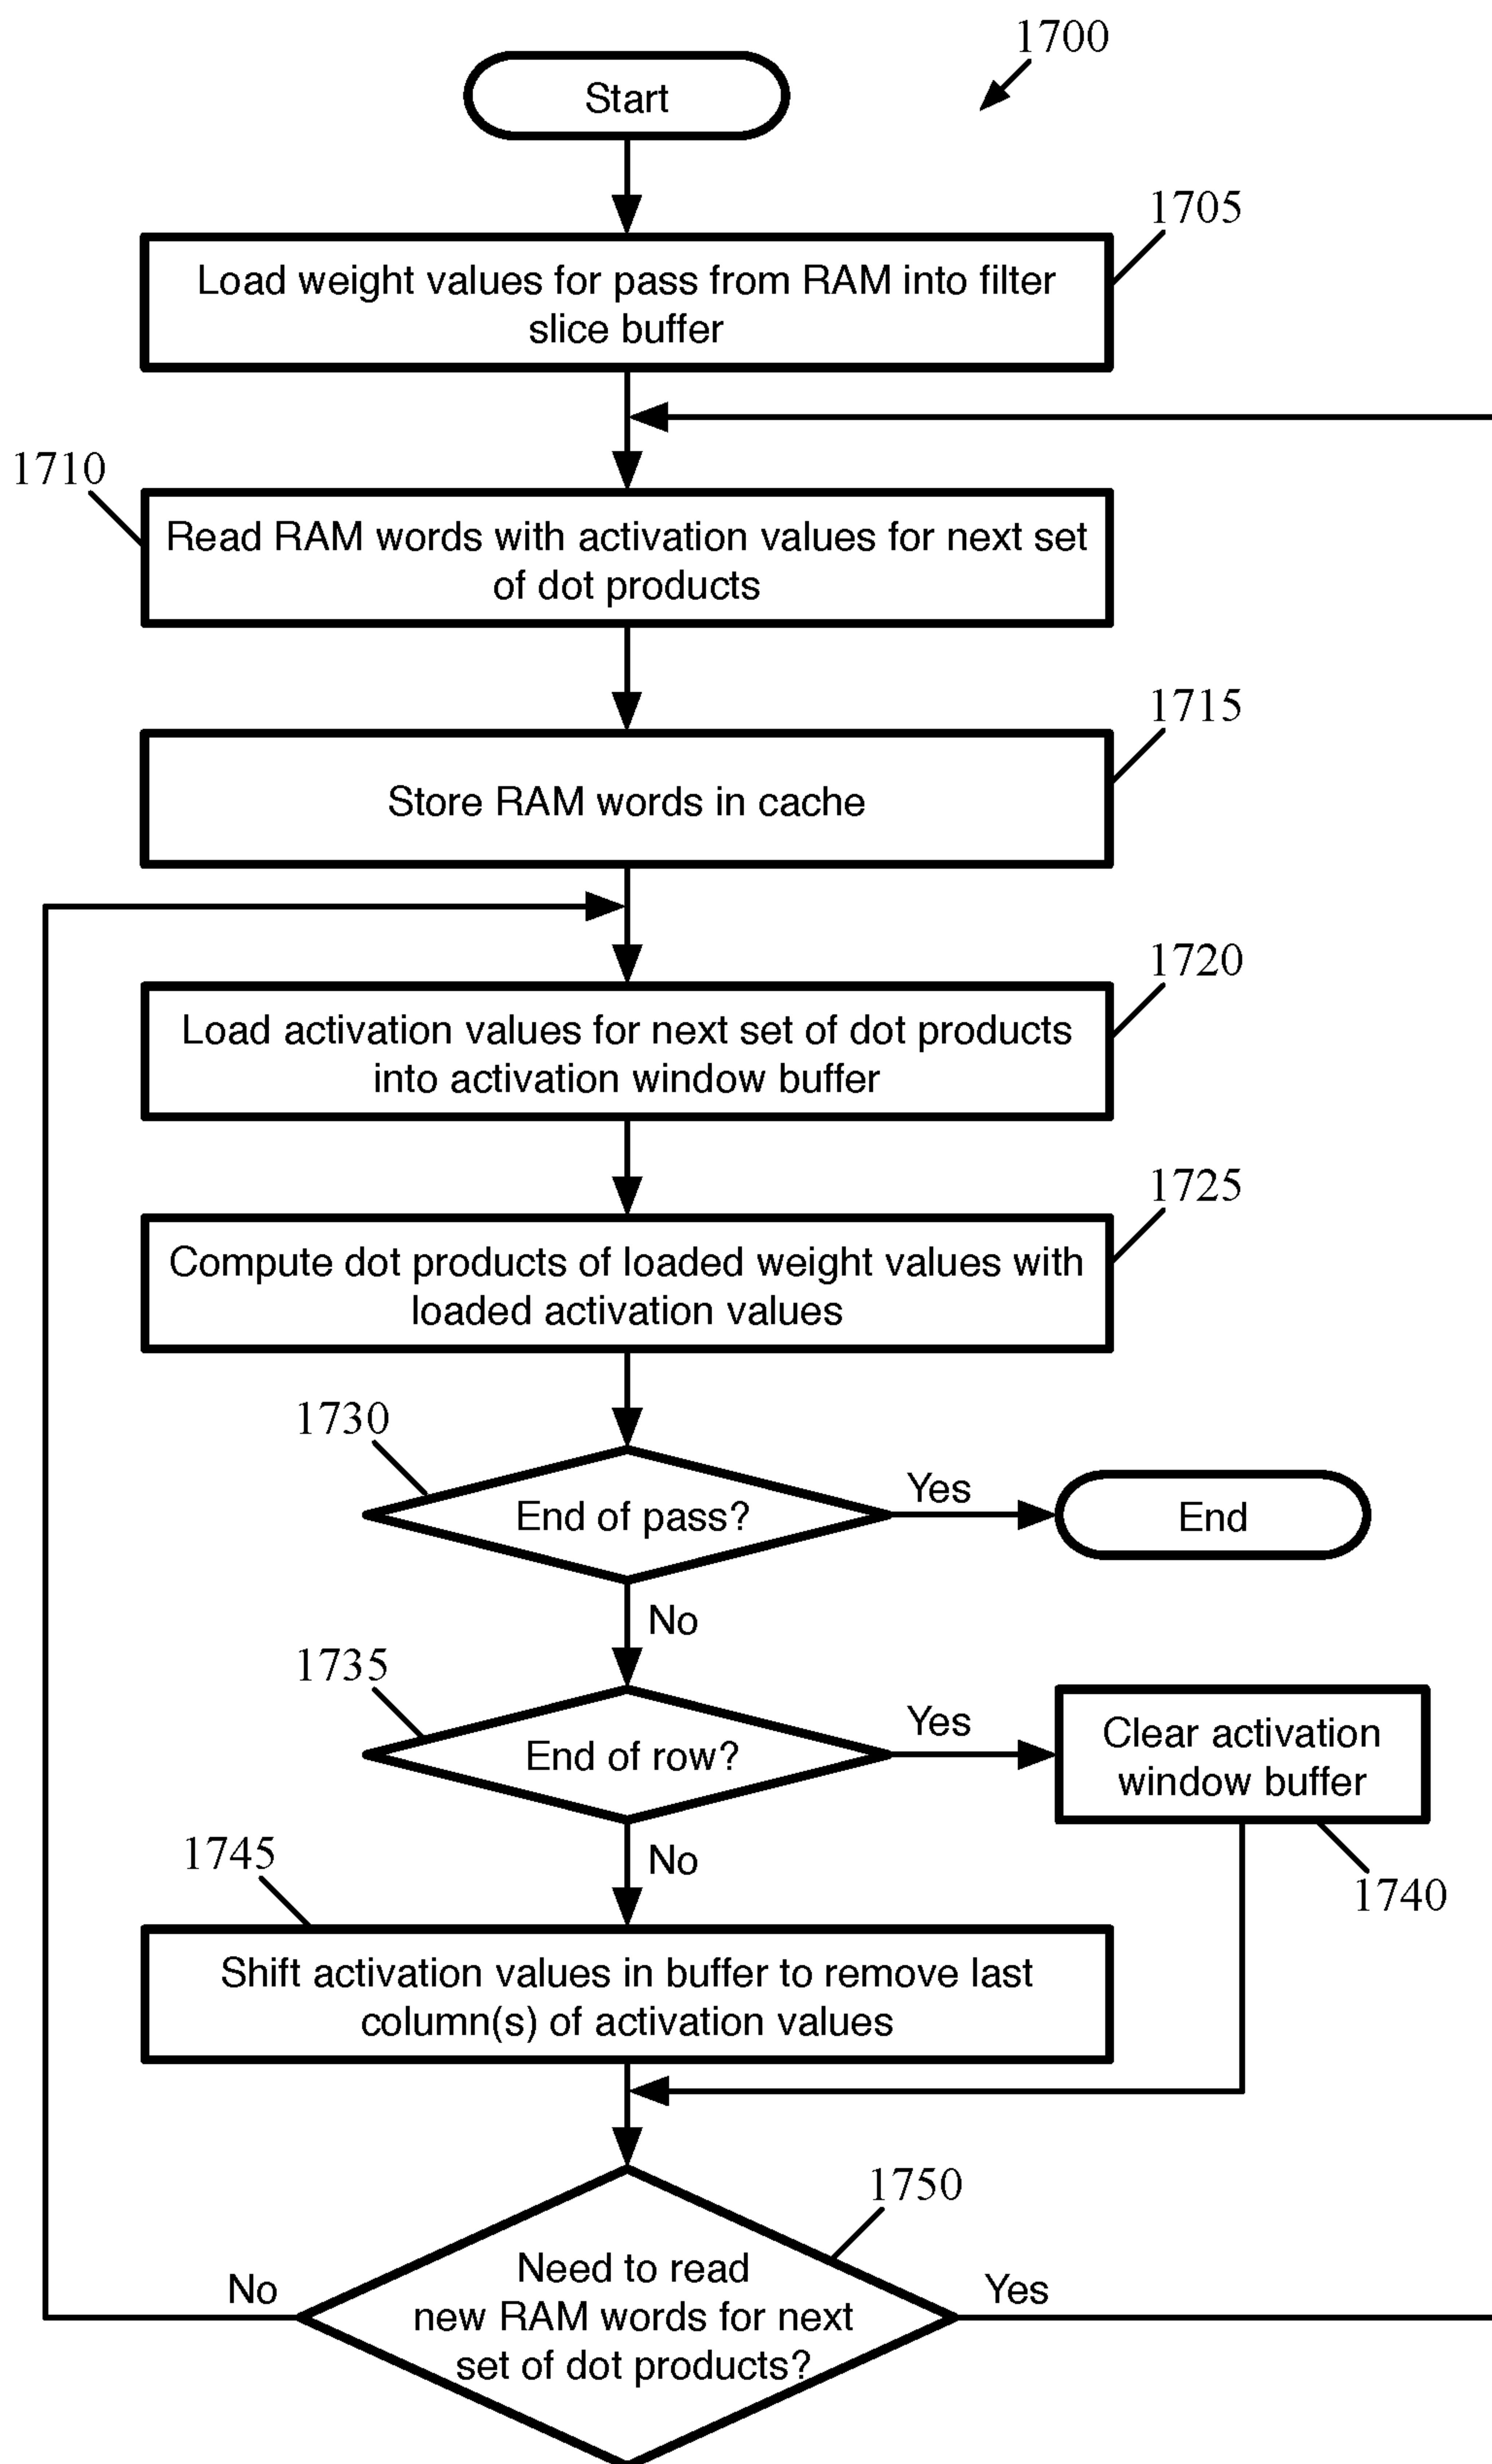 1700
Start
1705
Load weight values for pass from RAM into filter
slice buffer
1710
Read RAM words with activation values for next set
of dot products
1715
Store RAM words in cache
1720
Load activation values for next set of dot products
into activation window buffer
1725
Compute dot products of loaded weight values with
loaded activation values
1730
End of pass?
Yes
End
No
1735
End of row?
Yes
Clear activation
window buffer
1740
No
1745
Shift activation values in buffer to remove last
column(s) of activation values
1750
Need to read
new RAM words for next
set of dot products?
No
Yes